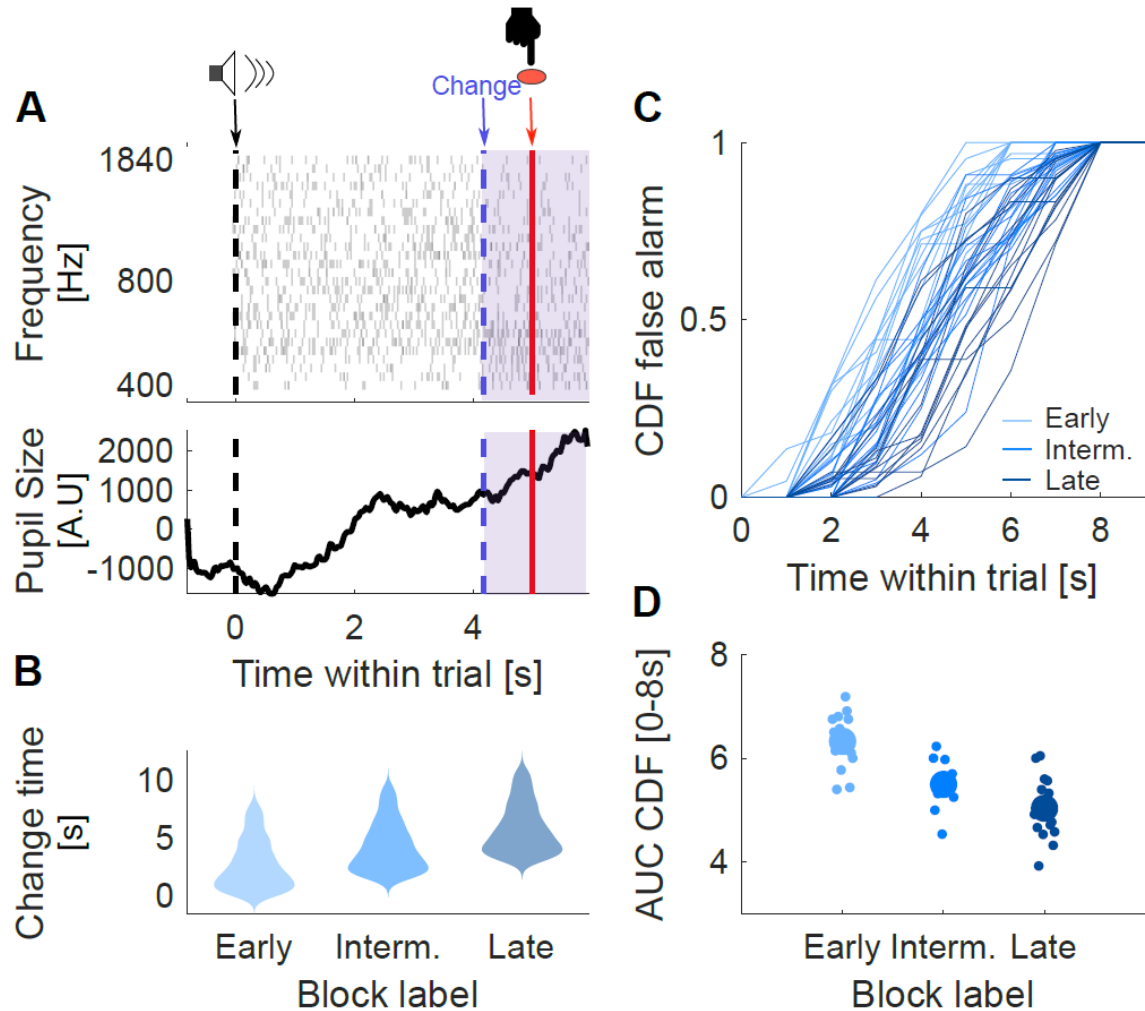 A
Change
1840
800
400
Frequency
[Hz]
2000
1000
0
-1000
Pupil Size
[A.U]
0 2 4
Time within trial [s]
B
10
5
0
Change time
[s]
Early Interm. Late
Block label
C
1
0.5
0
CDF false alarm
Early
Interm.
Late
0 2 4 6 8
Time within trial [s]
D
8
6
4
AUC CDF [0-8s]
Early Interm. Late
Block label